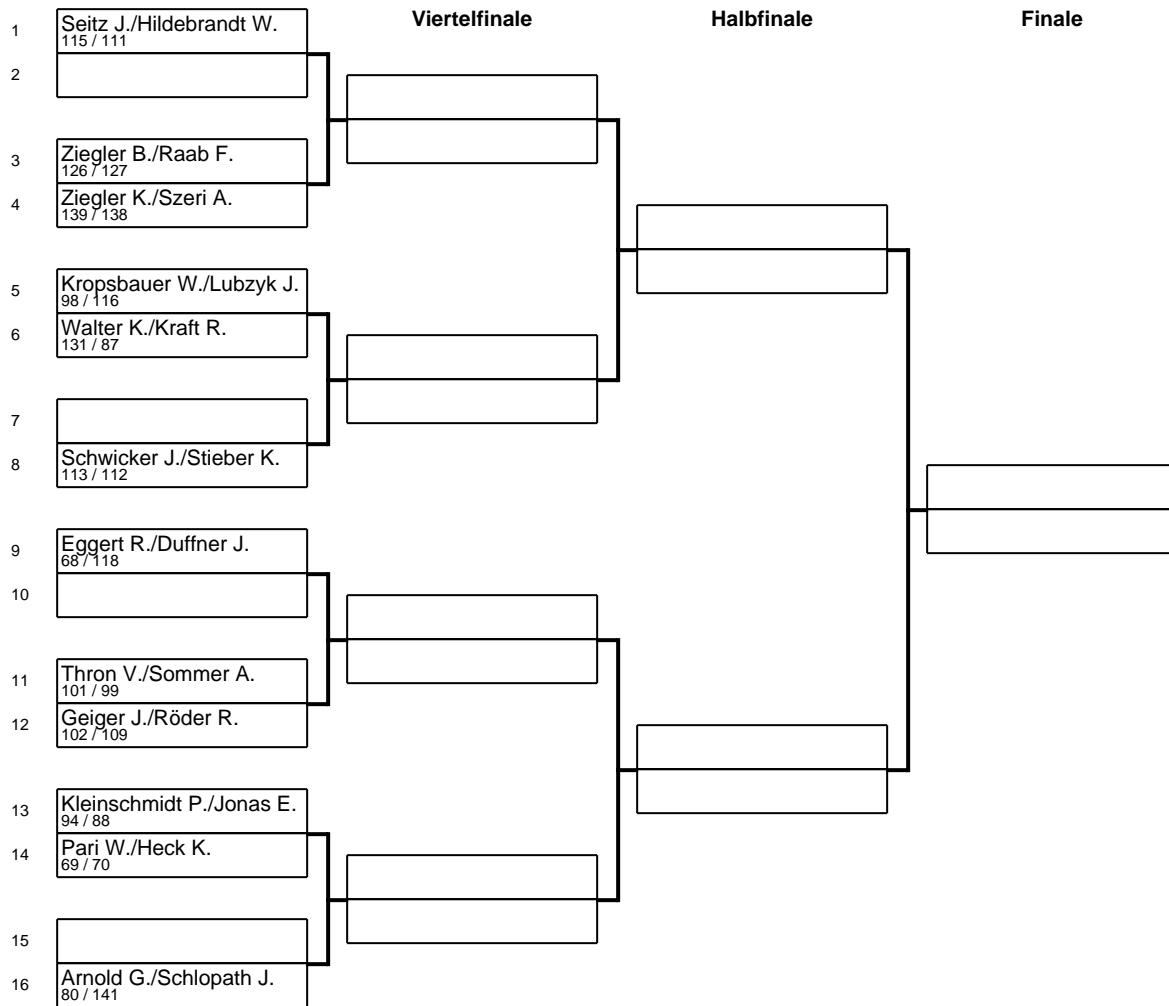 Viertelfinale Halbfinale Finale
1 Seitz J./Hildebrandt W.
115 / 111
2
3 Ziegler B./Raab F.
126 / 127
4 Ziegler K./Szeri A.
139 / 138
5 Kropsbauer W./Lubzyk J.
98 / 116
6 Walter K./Kraft R.
131 / 87
7
8 Schwicker J./Stieber K.
113 / 112
9 Eggert R./Duffner J.
68 / 118
10
11 Thron V./Sommer A.
101 / 99
12 Geiger J./Röder R.
102 / 109
13 Kleinschmidt P./Jonas E.
94 / 88
14 Pari W./Heck K.
69 / 70
15
16 Arnold G./Schlopath J.
80 / 141